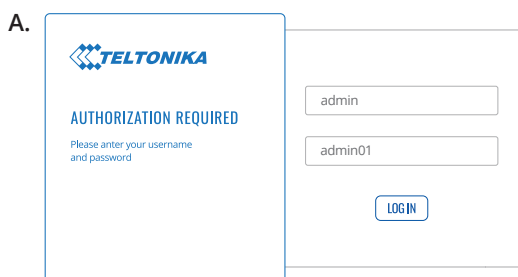 A.
TELTONIKA
AUTHORIZATION REQUIRED
Please anter your username
and password
admin
admin01
LOG IN